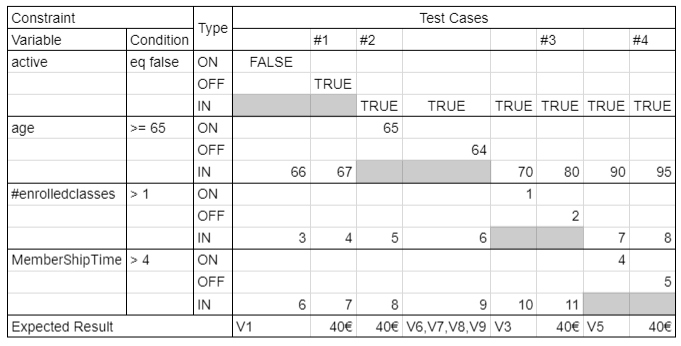 Constraint Type Test Cases
Variable Condition #1 #2 #3 #4
active eq false ON FALSE
OFF TRUE
IN TRUE TRUE TRUE TRUE TRUE TRUE
age >= 65 ON 65
OFF 64
IN 66 67 70 80 90 95
#enrolledclasses > 1 ON 1
OFF 2
IN 3 4 5 6 7 8
MemberShipTime > 4 ON 4
OFF 5
IN 6 7 8 9 10 11
Expected Result V1 40€ 40€ V6,V7,V8,V9 V3 40€ V5 40€